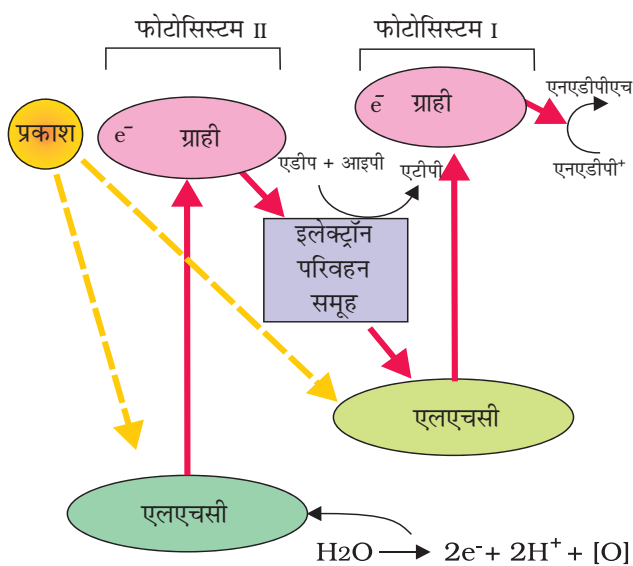 फोटोसिस्टम II
फोटोसिस्टम I
प्रकाश
e⁻ ग्राही
e⁻ ग्राही
एनएडीपीएच
एनएडीपी⁺
एडीप + आइपी
एटीपी
इलेक्ट्रॉन
परिवहन
समूह
एलएचसी
एलएचसी
H2O → 2e⁻ + 2H⁺ + [O]